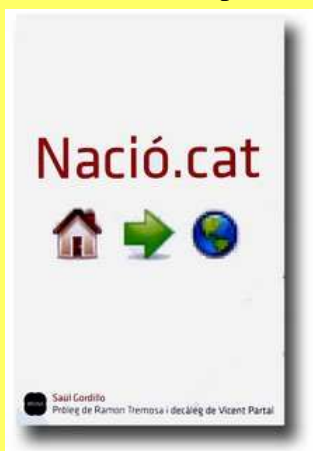 Nació.cat
Saül Gordillo
Pròleg de Ramon Tremosa i decàleg de Vicent Partal